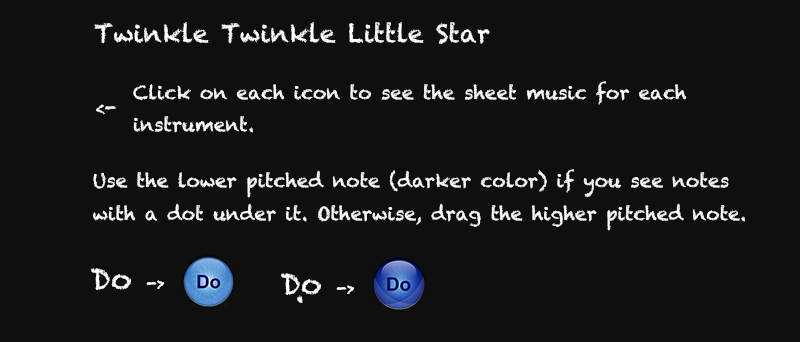 Twinkle Twinkle Little Star
<- Click on each icon to see the sheet music for each
instrument.
Use the lower pitched note (darker color) if you see notes
with a dot under it. Otherwise, drag the higher pitched note.
Do -> Do Ḍo -> Do